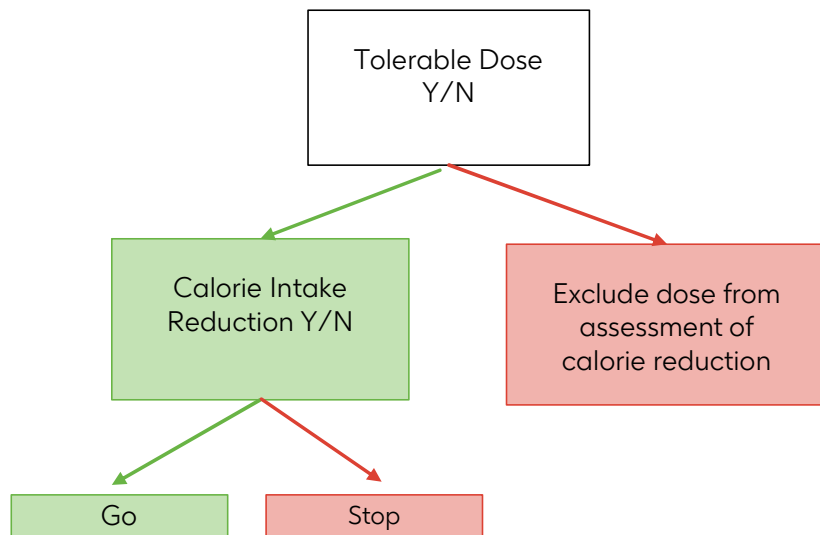 Tolerable Dose
Y/N
Calorie Intake
Reduction Y/N
Exclude dose from
assessment of
calorie reduction
Go
Stop